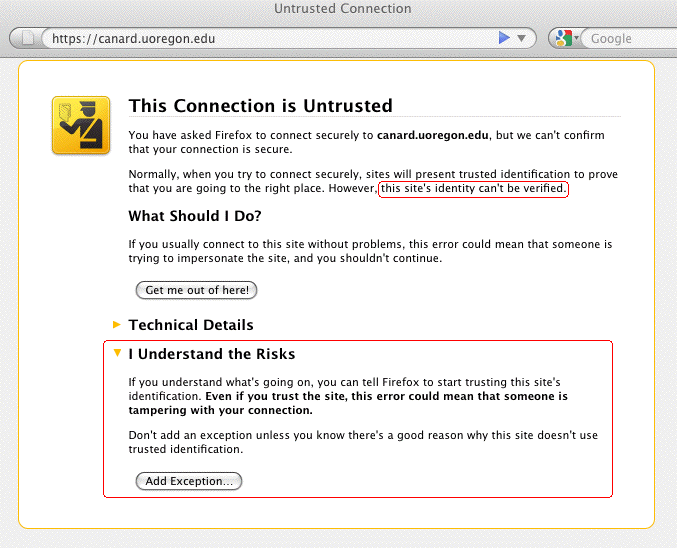 Untrusted Connection
https://canard.uoregon.edu
Google
This Connection is Untrusted
You have asked Firefox to connect securely to canard.uoregon.edu, but we can't confirm
that your connection is secure.
Normally, when you try to connect securely, sites will present trusted identification to prove
that you are going to the right place. However, this site's identity can't be verified.
What Should I Do?
If you usually connect to this site without problems, this error could mean that someone is
trying to impersonate the site, and you shouldn't continue.
Get me out of here!
Technical Details
I Understand the Risks
If you understand what's going on, you can tell Firefox to start trusting this site's
identification. Even if you trust the site, this error could mean that someone is
tampering with your connection.
Don't add an exception unless you know there's a good reason why this site doesn't use
trusted identification.
Add Exception...